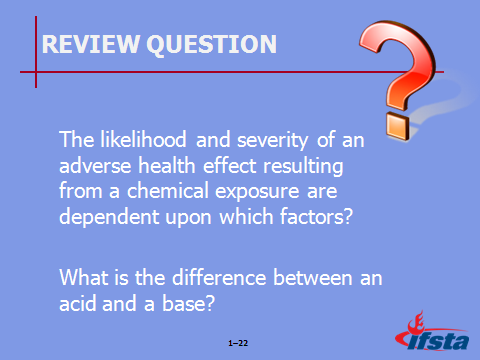 REVIEW QUESTION
The likelihood and severity of an
adverse health effect resulting
from a chemical exposure are
dependent upon which factors?
What is the difference between an
acid and a base?
1–22
ifsta